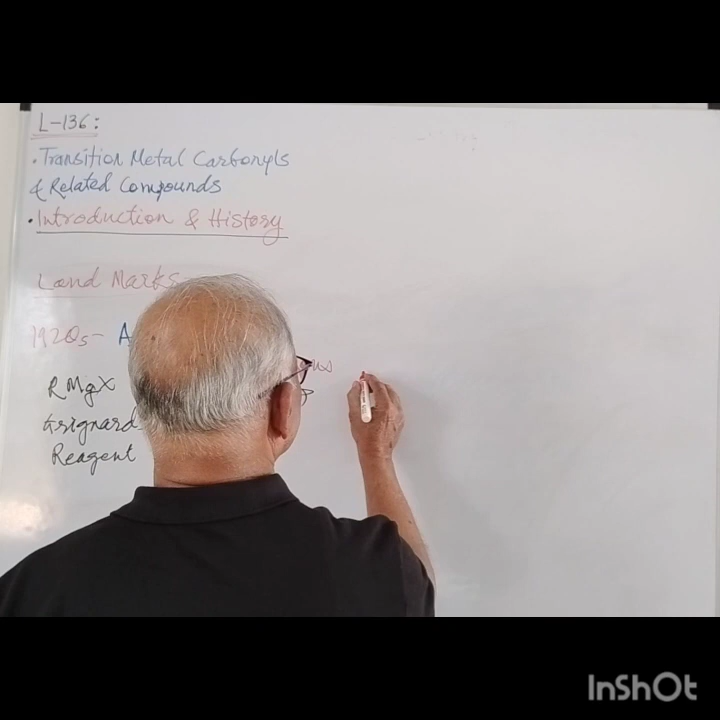 L-136:
• Transition Metal Carbonyls
& Related Compounds
• Introduction & History
Land Marks
1920s-
RMgX
Grignard
Reagent
InShOt